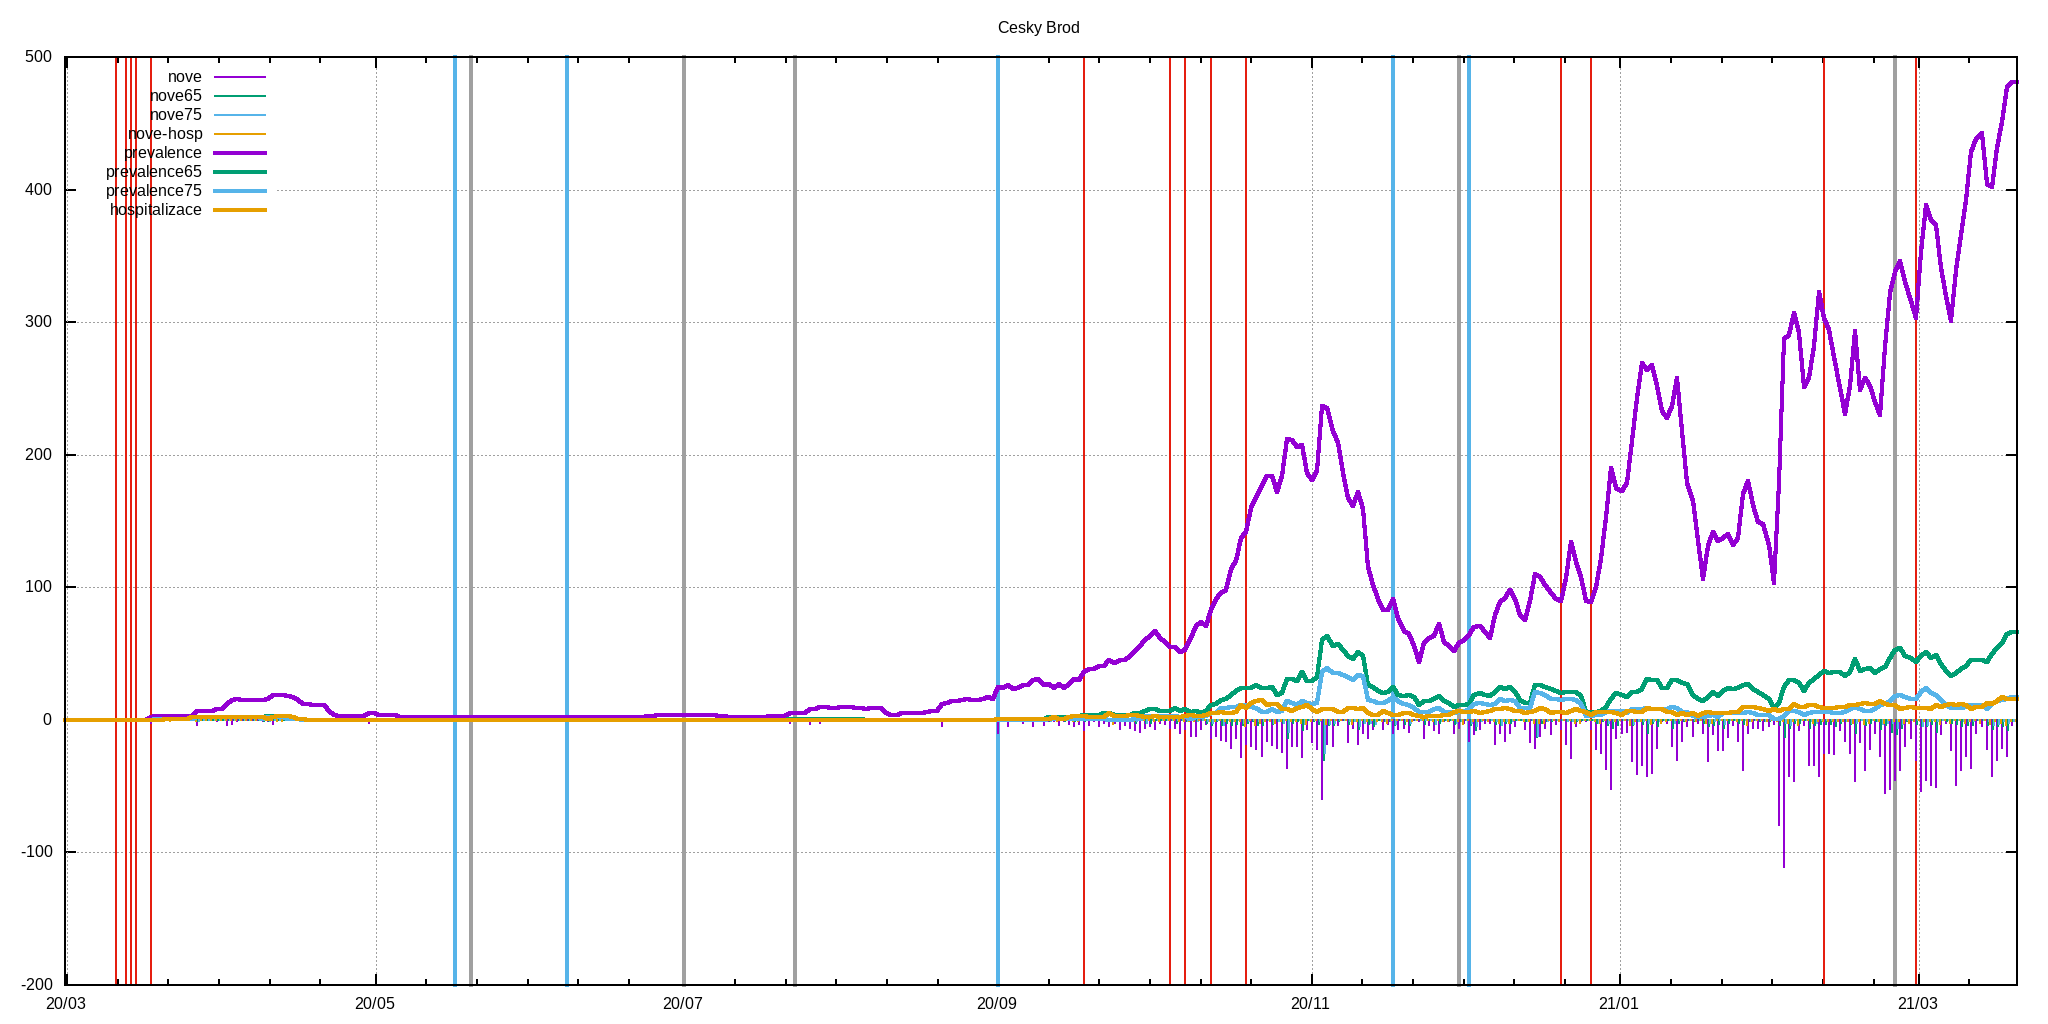 Cesky Brod
500
400
300
200
100
0
-100
-200
nove
nove65
nove75
nove-hosp
prevalence
prevalence65
prevalence75
hospitalizace
20/03
20/05
20/07
20/09
20/11
21/01
21/03